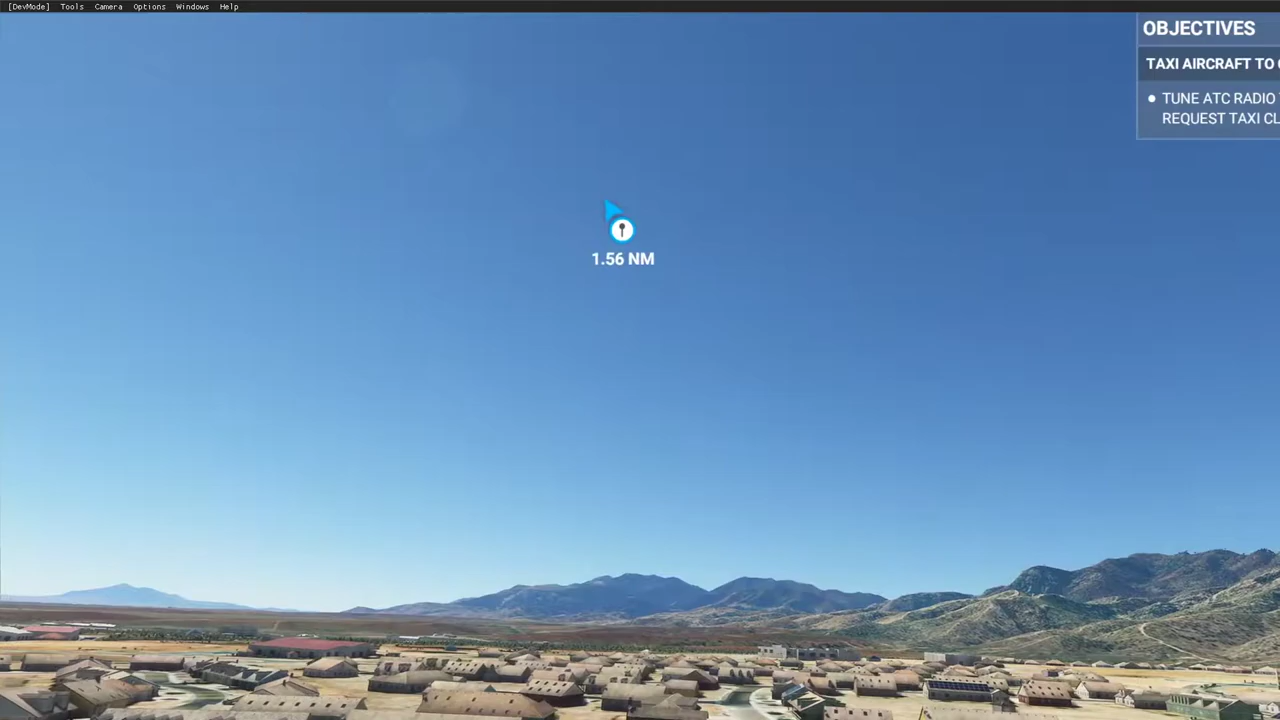 [DevMode] Tools Camera Options Windows Help
OBJECTIVES
TAXI AIRCRAFT TO
TUNE ATC RADIO
REQUEST TAXI CL
1.56 NM